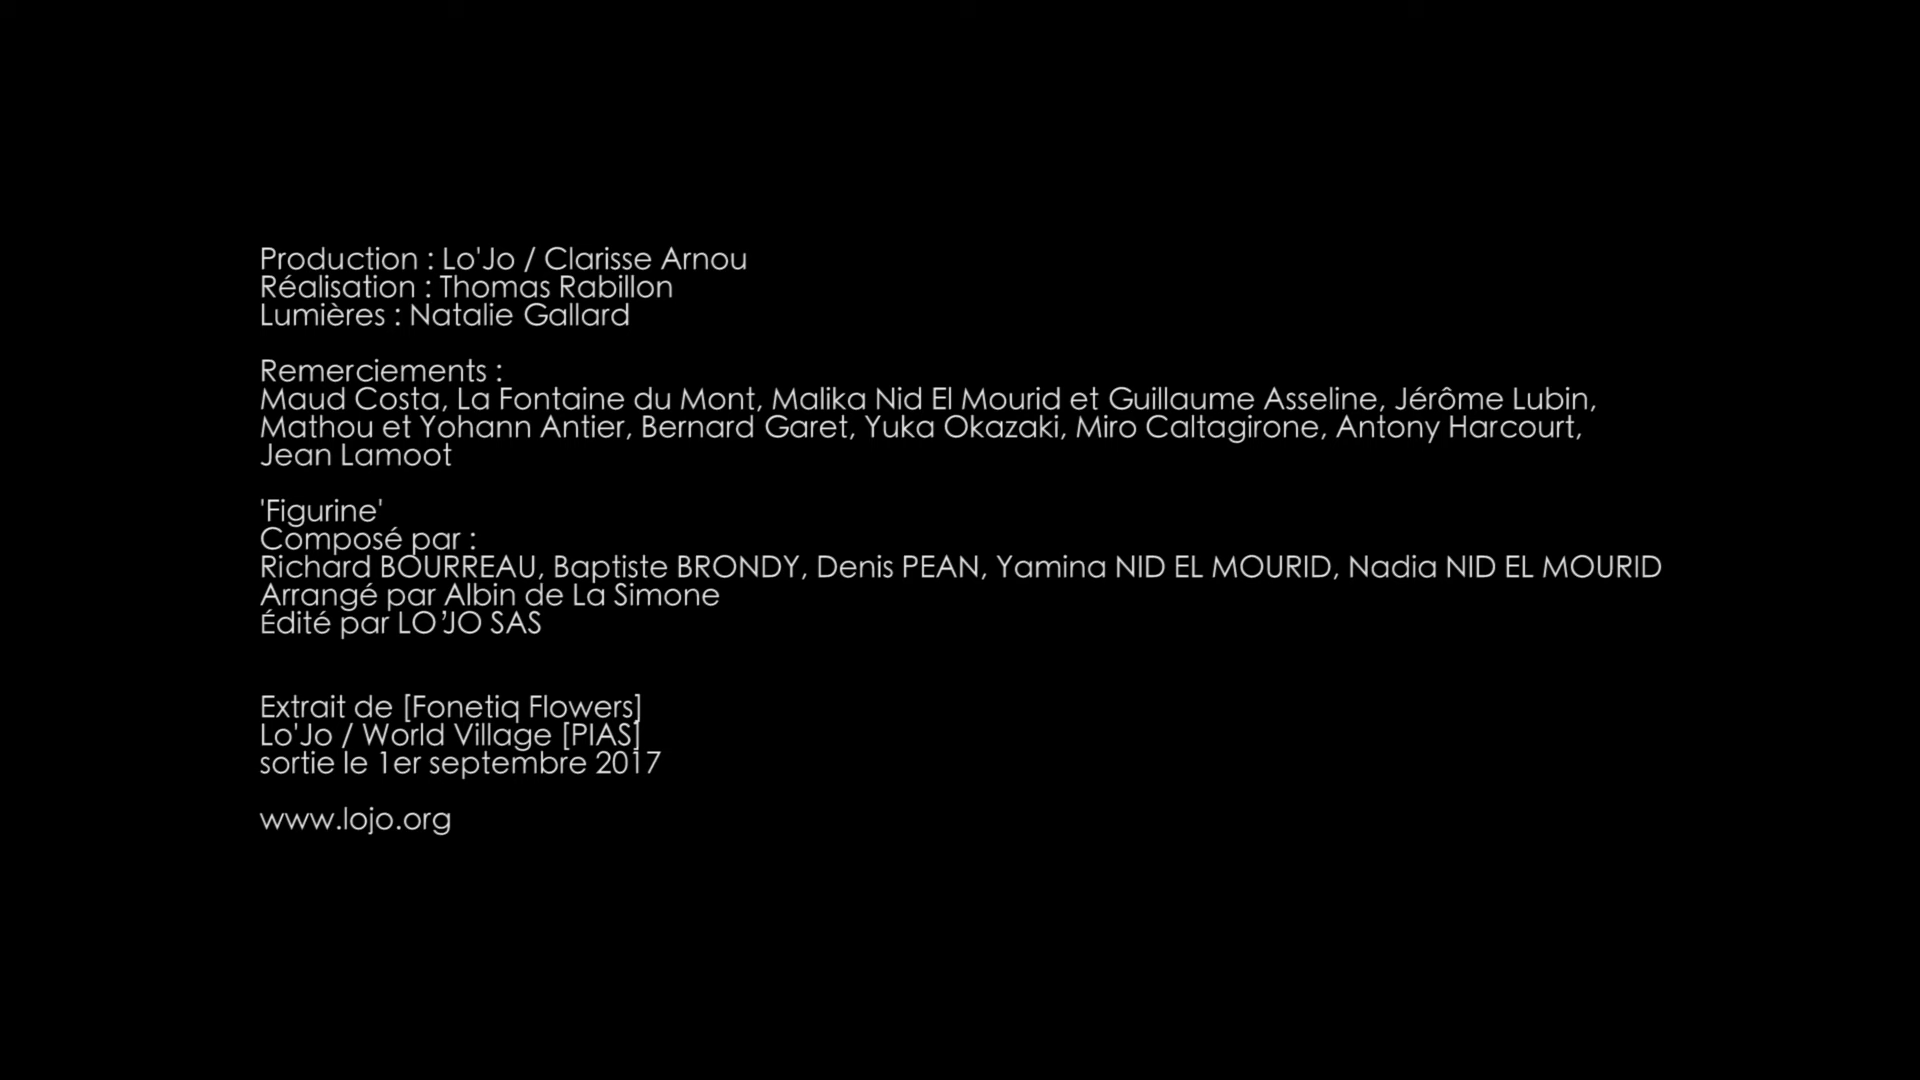 Production : Lo'Jo / Clarisse Arnou
Réalisation : Thomas Rabillon
Lumières : Natalie Gallard
Remerciements :
Maud Costa, La Fontaine du Mont, Malika Nid El Mourid et Guillaume Asseline, Jérôme Lubin,
Mathou et Yohann Antier, Bernard Garet, Yuka Okazaki, Miro Caltagirone, Antony Harcourt,
Jean Lamoot
'Figurine'
Composé par :
Richard BOURREAU, Baptiste BRONDY, Denis PEAN, Yamina NID EL MOURID, Nadia NID EL MOURID
Arrangé par Albin de La Simone
Édité par LO’JO SAS
Extrait de [Fonetiq Flowers]
Lo'Jo / World Village [PIAS]
sortie le 1er septembre 2017
www.lojo.org